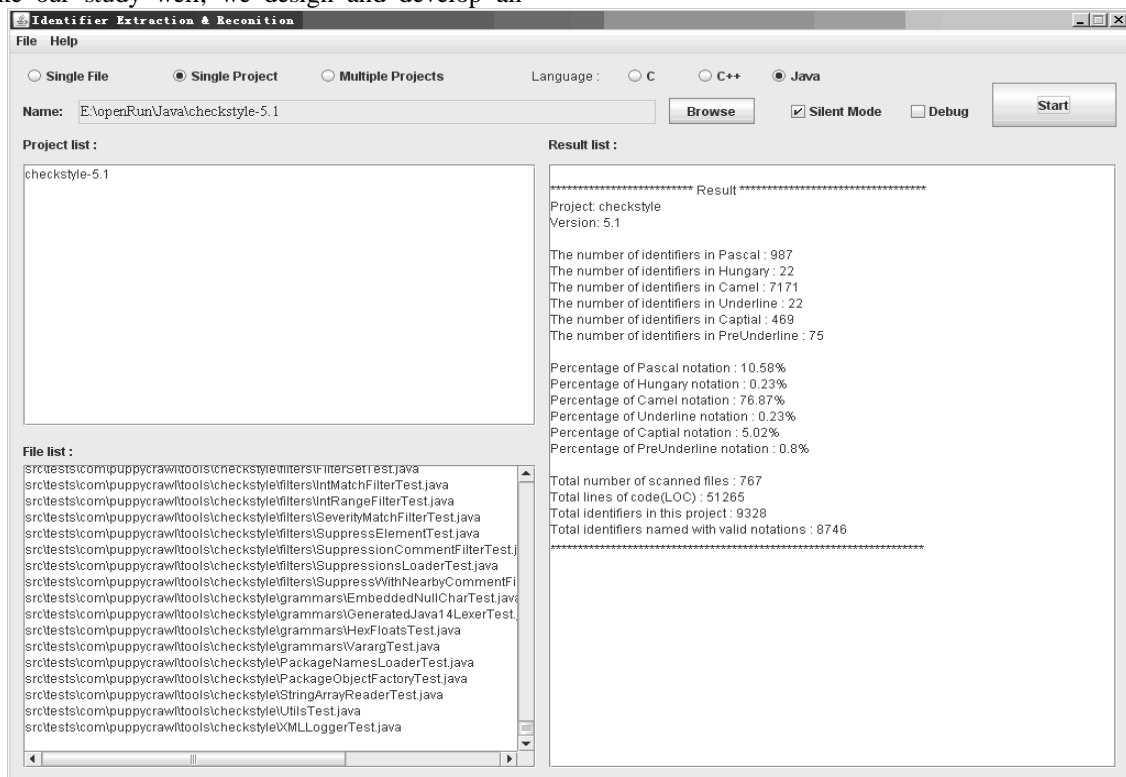 our study well, we design and develop an
Identifier Extraction & Reconition
File Help
Single File Single Project Multiple Projects Language : C C++ Java
Name: E:\openRun\Java\checkstyle-5.1 Browse Silent Mode Debug Start
Project list :
checkstyle-5.1
Result list :
************************** Result **********************************
Project: checkstyle
Version: 5.1
The number of identifiers in Pascal : 987
The number of identifiers in Hungary : 22
The number of identifiers in Camel : 7171
The number of identifiers in Underline : 22
The number of identifiers in Captial : 469
The number of identifiers in PreUnderline : 75
Percentage of Pascal notation : 10.58%
Percentage of Hungary notation : 0.23%
Percentage of Camel notation : 76.87%
Percentage of Underline notation : 0.23%
Percentage of Captial notation : 5.02%
Percentage of PreUnderline notation : 0.8%
Total number of scanned files : 767
Total lines of code(LOC) : 51265
Total identifiers in this project : 9328
Total identifiers named with valid notations : 8746
********************************************************************
File list :
src\tests\com\puppycrawl\tools\checkstyle\filters\FilterSetTest.java
src\tests\com\puppycrawl\tools\checkstyle\filters\IntMatchFilterTest.java
src\tests\com\puppycrawl\tools\checkstyle\filters\IntRangeFilterTest.java
src\tests\com\puppycrawl\tools\checkstyle\filters\SeverityMatchFilterTest.java
src\tests\com\puppycrawl\tools\checkstyle\filters\SuppressElementTest.java
src\tests\com\puppycrawl\tools\checkstyle\filters\SuppressionCommentFilterTest.j
src\tests\com\puppycrawl\tools\checkstyle\filters\SuppressionsLoaderTest.java
src\tests\com\puppycrawl\tools\checkstyle\filters\SuppressWithNearbyCommentFi
src\tests\com\puppycrawl\tools\checkstyle\grammars\EmbeddedNullCharTest.java
src\tests\com\puppycrawl\tools\checkstyle\grammars\GeneratedJava14LexerTest.
src\tests\com\puppycrawl\tools\checkstyle\grammars\HexFloatsTest.java
src\tests\com\puppycrawl\tools\checkstyle\grammars\VarargTest.java
src\tests\com\puppycrawl\tools\checkstyle\PackageNamesLoaderTest.java
src\tests\com\puppycrawl\tools\checkstyle\PackageObjectFactoryTest.java
src\tests\com\puppycrawl\tools\checkstyle\StringArrayReaderTest.java
src\tests\com\puppycrawl\tools\checkstyle\UtilsTest.java
src\tests\com\puppycrawl\tools\checkstyle\XMLLoggerTest.java